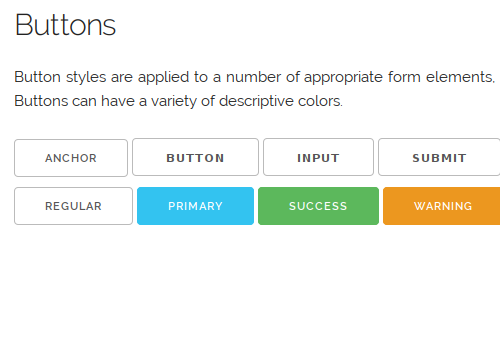 Buttons
Button styles are applied to a number of appropriate form elements,
Buttons can have a variety of descriptive colors.
ANCHOR BUTTON INPUT SUBMIT
REGULAR PRIMARY SUCCESS WARNING